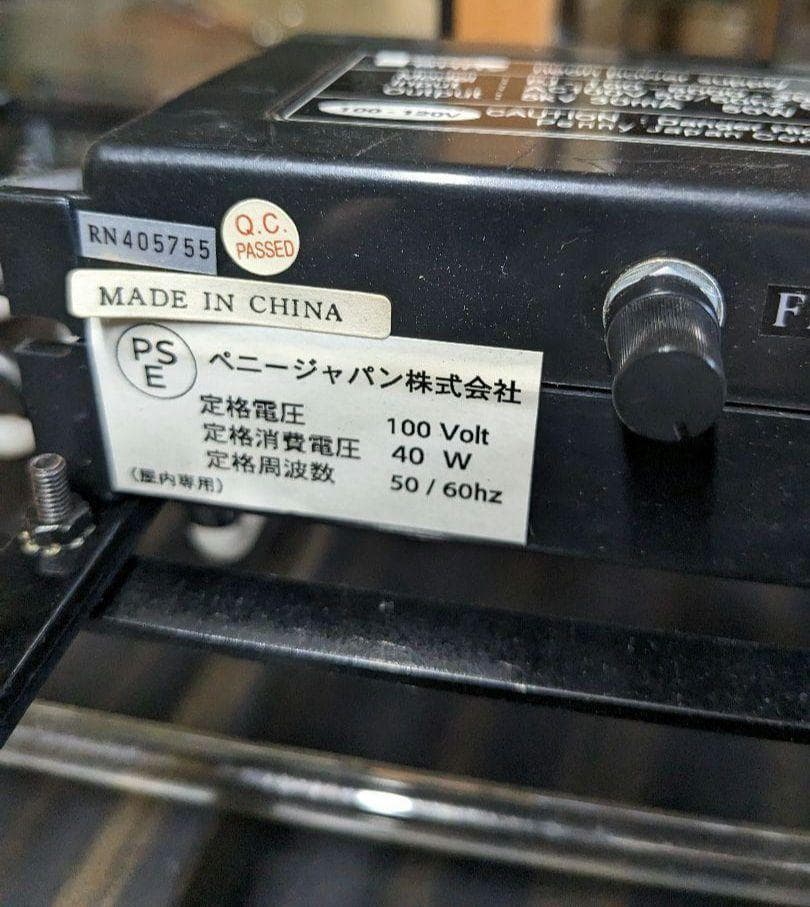 Output
100-120V
CAUTION
RN405755
Q.C.
PASSED
MADE IN CHINA
F
PS
E
ペニージャパン株式会社
定格電圧 100 Volt
定格消費電圧 40 W
定格周波数 50 / 60hz
(屋内専用)